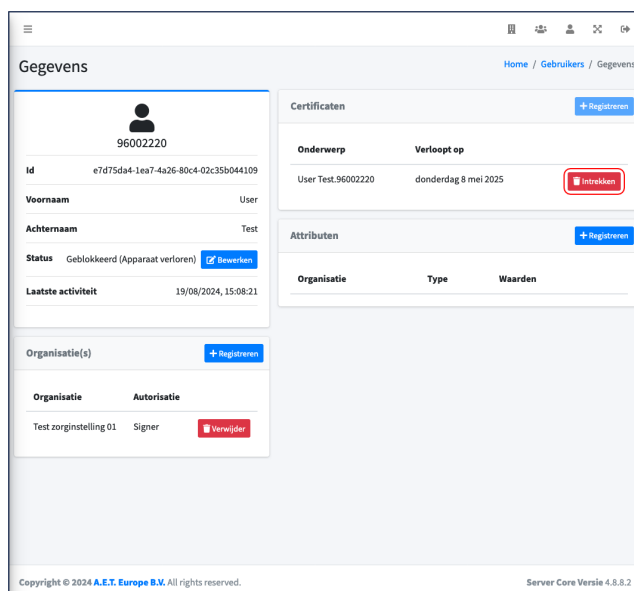 Gegevens
Home / Gebruikers / Gegevens
96002220
Id e7d75da4-1ea7-4a26-80c4-02c35b044109
Voornaam User
Achternaam Test
Status Geblokkeerd (Apparaat verloren) Bewerken
Laatste activiteit 19/08/2024, 15:08:21
Organisatie(s) + Registreren
Organisatie Autorisatie
Test zorginstelling 01 Signer Verwijder
Certificaten + Registreren
Onderwerp Verloopt op
User Test.96002220 donderdag 8 mei 2025 Intrekken
Attributen + Registreren
Organisatie Type Waarden
Copyright © 2024 A.E.T. Europe B.V. All rights reserved.
Server Core Versie 4.8.8.2